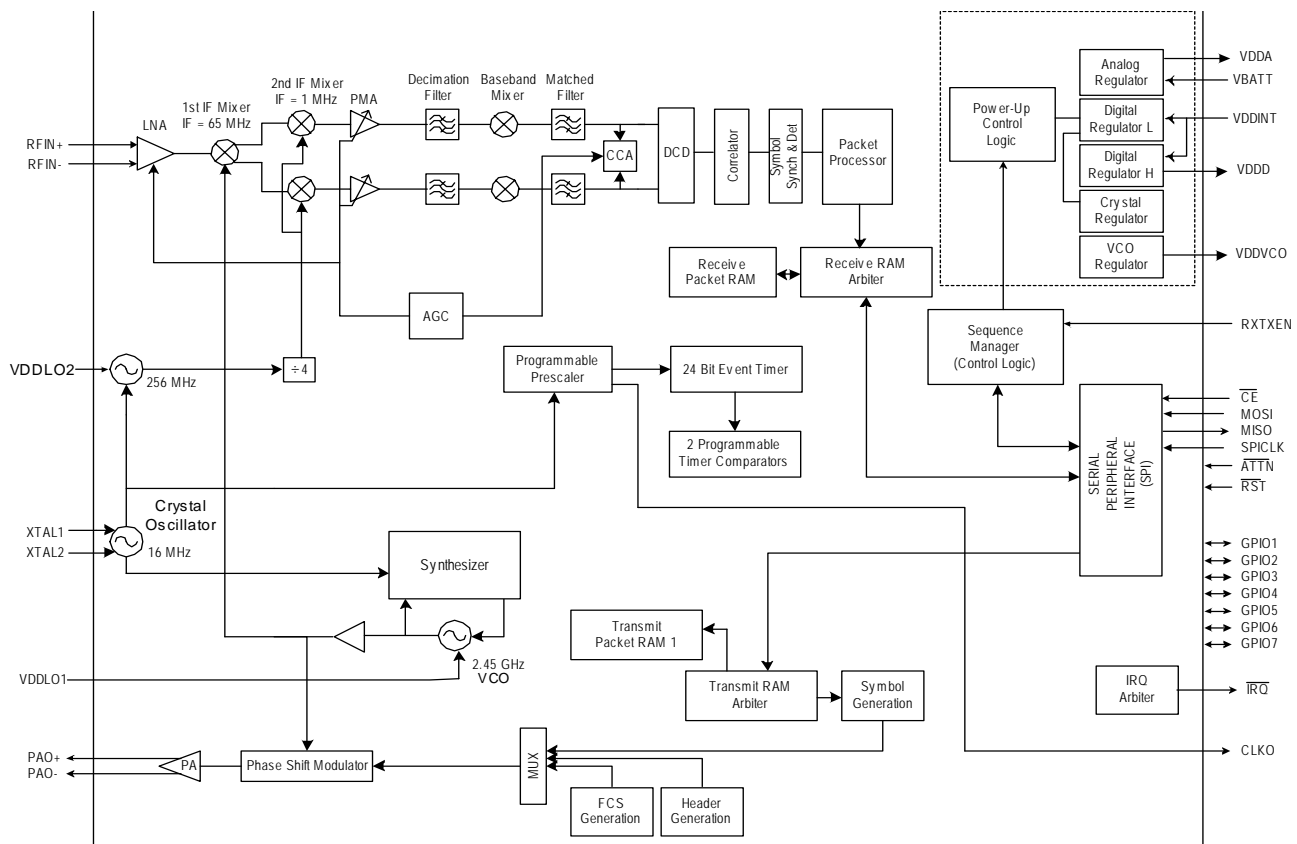 2nd IF Mixer
IF = 1 MHz
Decimation
Filter
Baseband
Mixer
Matched
Filter
PMA
1st IF Mixer
IF = 65 MHz
LNA
RFIN+
RFIN-
CCA
DCD
Correlator
Symbol
Synch & Det
Packet
Processor
Power-Up
Control
Logic
Analog
Regulator
Digital
Regulator L
Digital
Regulator H
Crystal
Regulator
VCO
Regulator
VDDA
VBATT
VDDINT
VDDD
VDDVCO
Receive
Packet RAM
Receive RAM
Arbiter
AGC
Sequence
Manager
(Control Logic)
RXTXEN
VDDLO2
256 MHz
÷4
Programmable
Prescaler
24 Bit Event Timer
2 Programmable
Timer Comparators
SERIAL
PERIPHERAL
INTERFACE
(SPI)
CE
MOSI
MISO
SPICLK
ATTN
RST
Crystal
Oscillator
XTAL1
XTAL2
16 MHz
Synthesizer
GPIO1
GPIO2
GPIO3
GPIO4
GPIO5
GPIO6
GPIO7
2.45 GHz
VCO
VDDLO1
Transmit
Packet RAM 1
Transmit RAM
Arbiter
Symbol
Generation
IRQ
Arbiter
IRQ
CLKO
PAO+
PAO-
PA
Phase Shift Modulator
MUX
FCS
Generation
Header
Generation